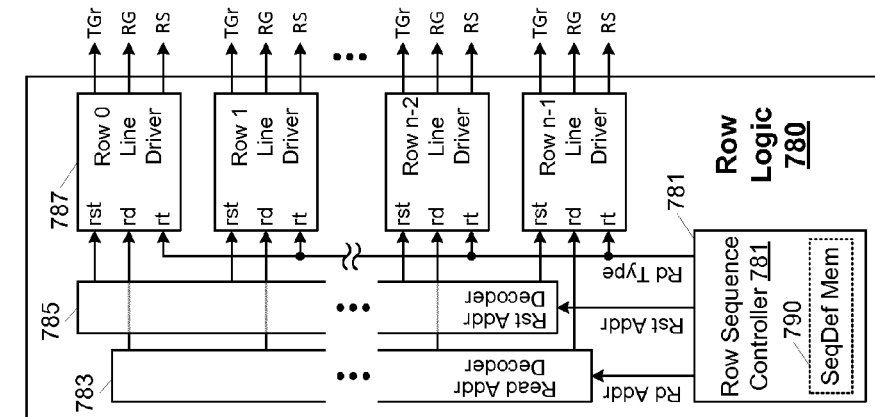 TGr
RG
RS
TGr
RG
RS
TGr
RG
RS
TGr
RG
RS
Row 0
Line
Driver
rst
rd
rt
787
Row 1
Line
Driver
rst
rd
rt
Row n-2
Line
Driver
rst
rd
rt
Row n-1
Line
Driver
rst
rd
rt
Row
Logic
780
785
Rst Addr
Decoder
783
Read Addr
Decoder
Rd Type
Rst Addr
Rd Addr
781
Row Sequence
Controller 781
790
SeqDef Mem